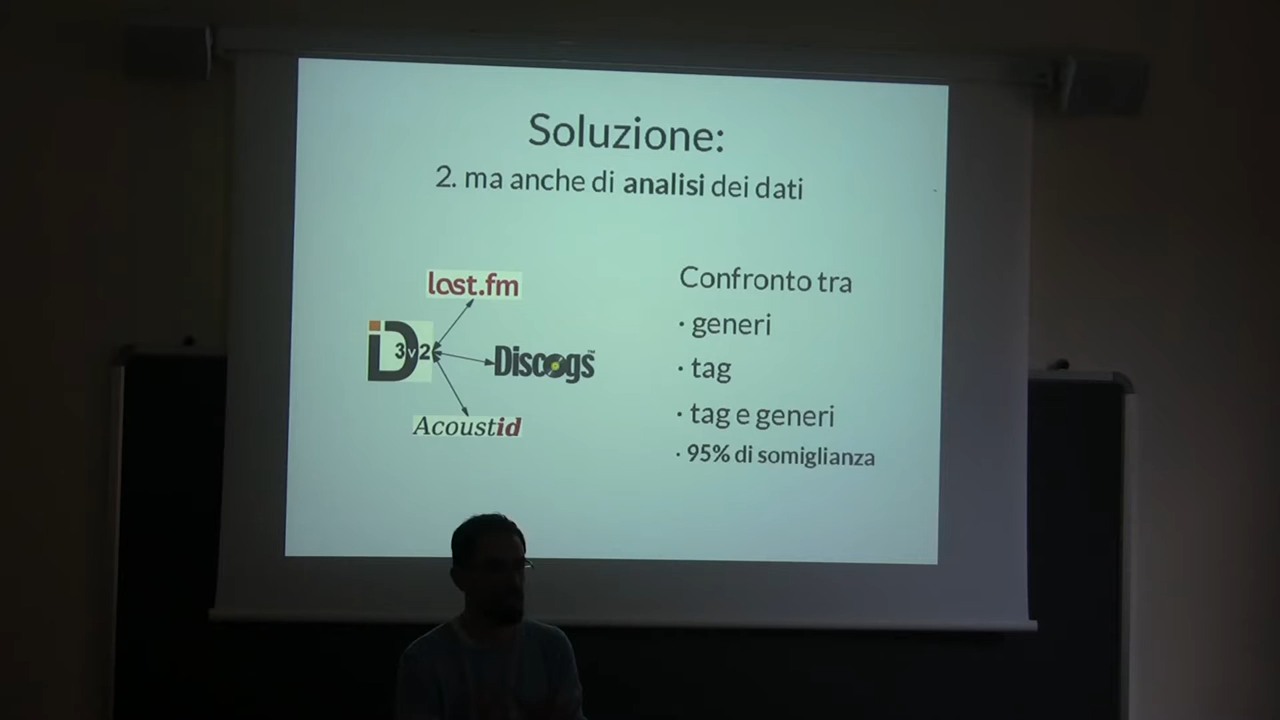 Soluzione:
2. ma anche di analisi dei dati
last.fm
iD3v2
Discogs™
Acoustid
Confronto tra
· generi
· tag
· tag e generi
· 95% di somiglianza